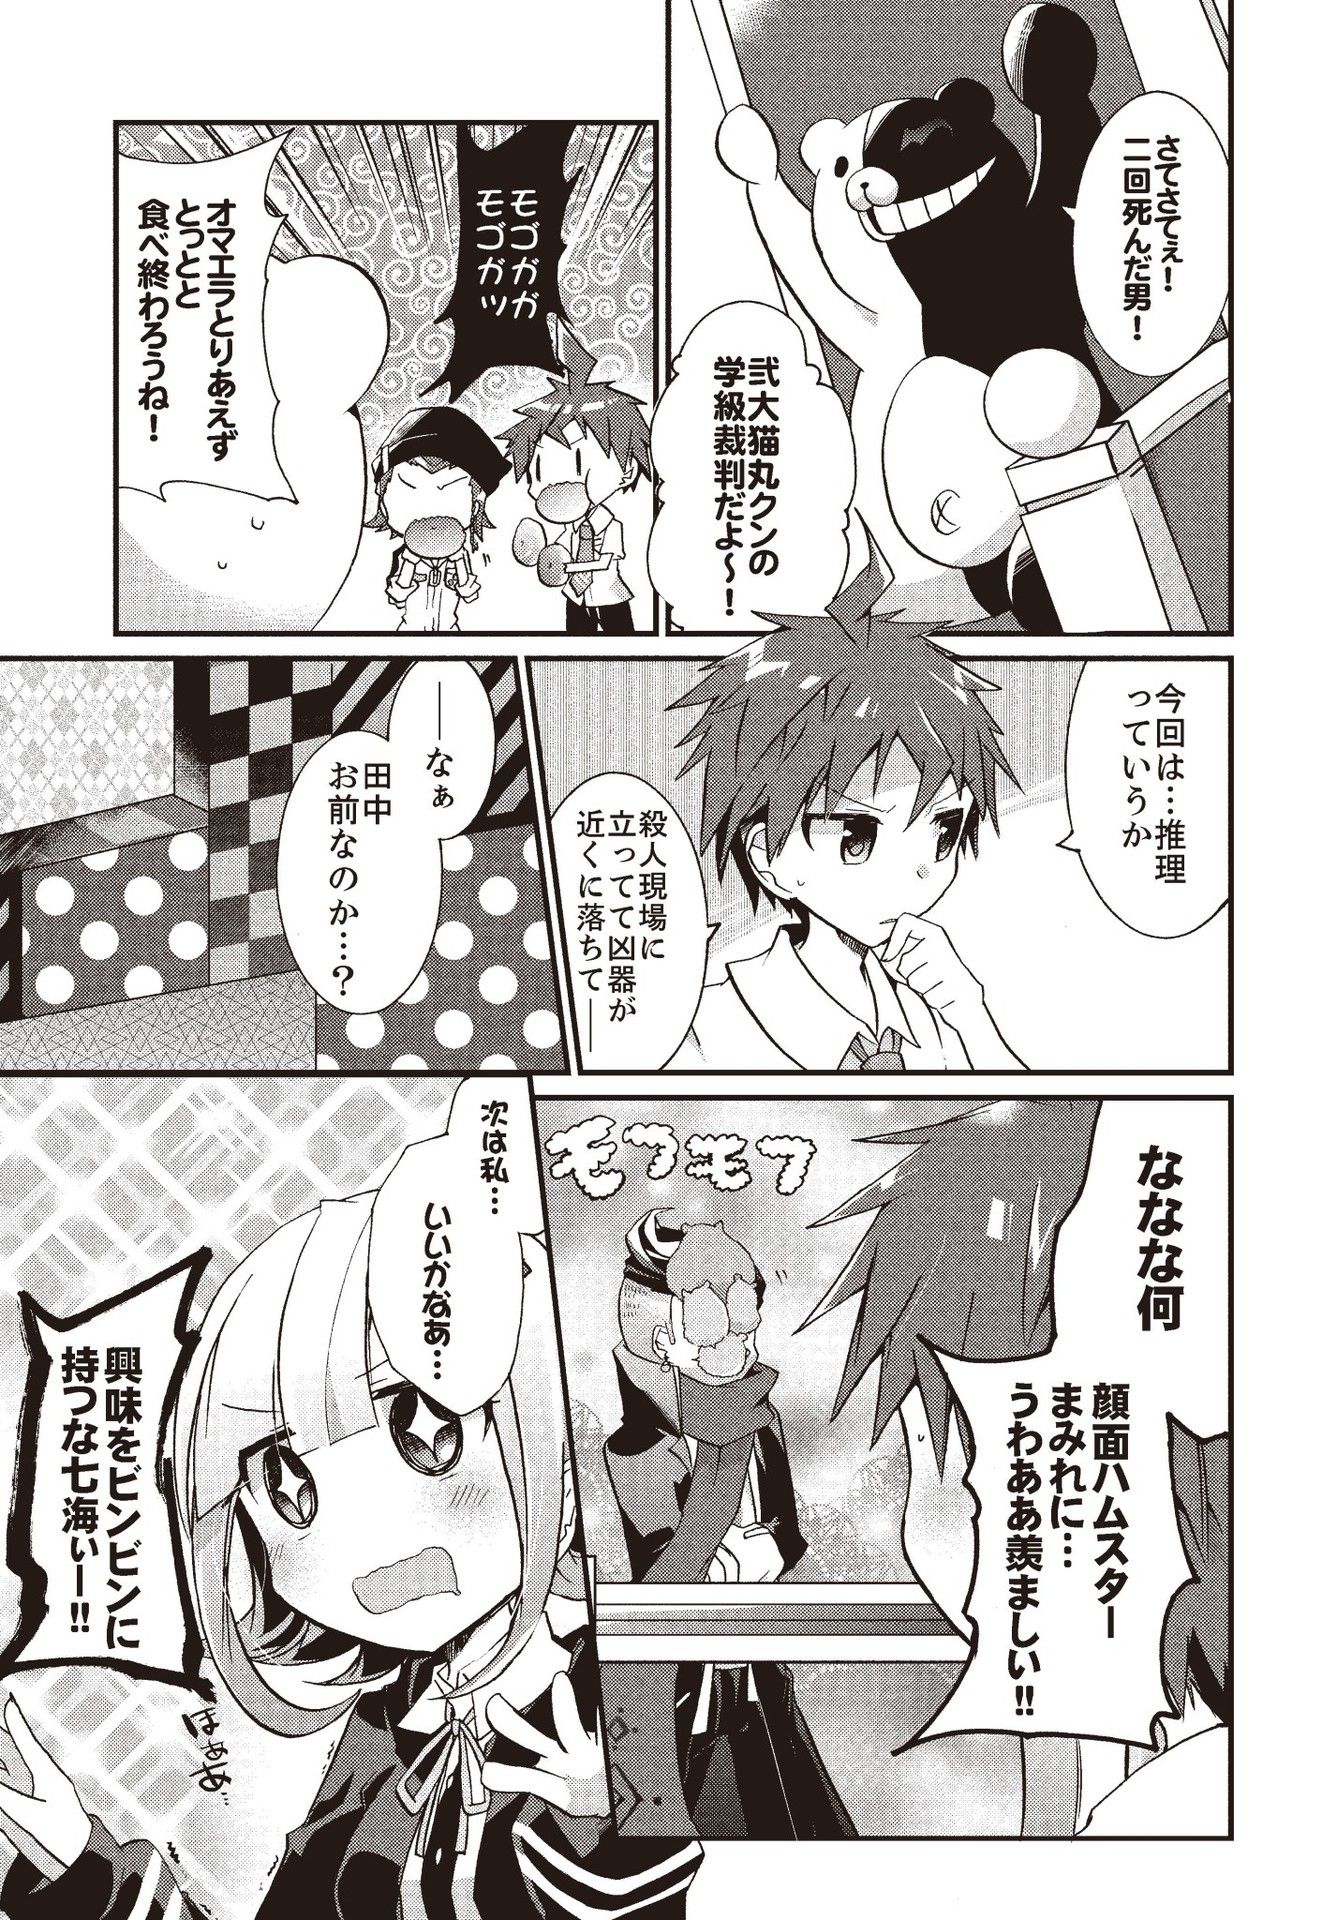 さてさてぇ!
二回死んだ男!
弐大猫丸クンの
学級裁判だよ~!
モゴガガ
モゴガッ
オマエラとりあえず
とっとと
食べ終わろうね!
今回は…推理
っていうか
殺人現場に
立ってて凶器が
近くに落ちて――
――なぁ
田中
お前なのか…?
ななな何
顔面ハムスター
まみれに…
うわああ羨ましい!!
モフモフ
次は私…
いいかなあ…
興味をビンビンに
持つな七海ぃー!!
ほぁあぁ…